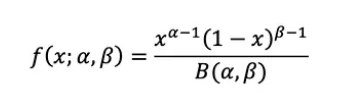 f(x; α, β) = x^{α−1}(1 − x)^{β−1} / B(α, β)